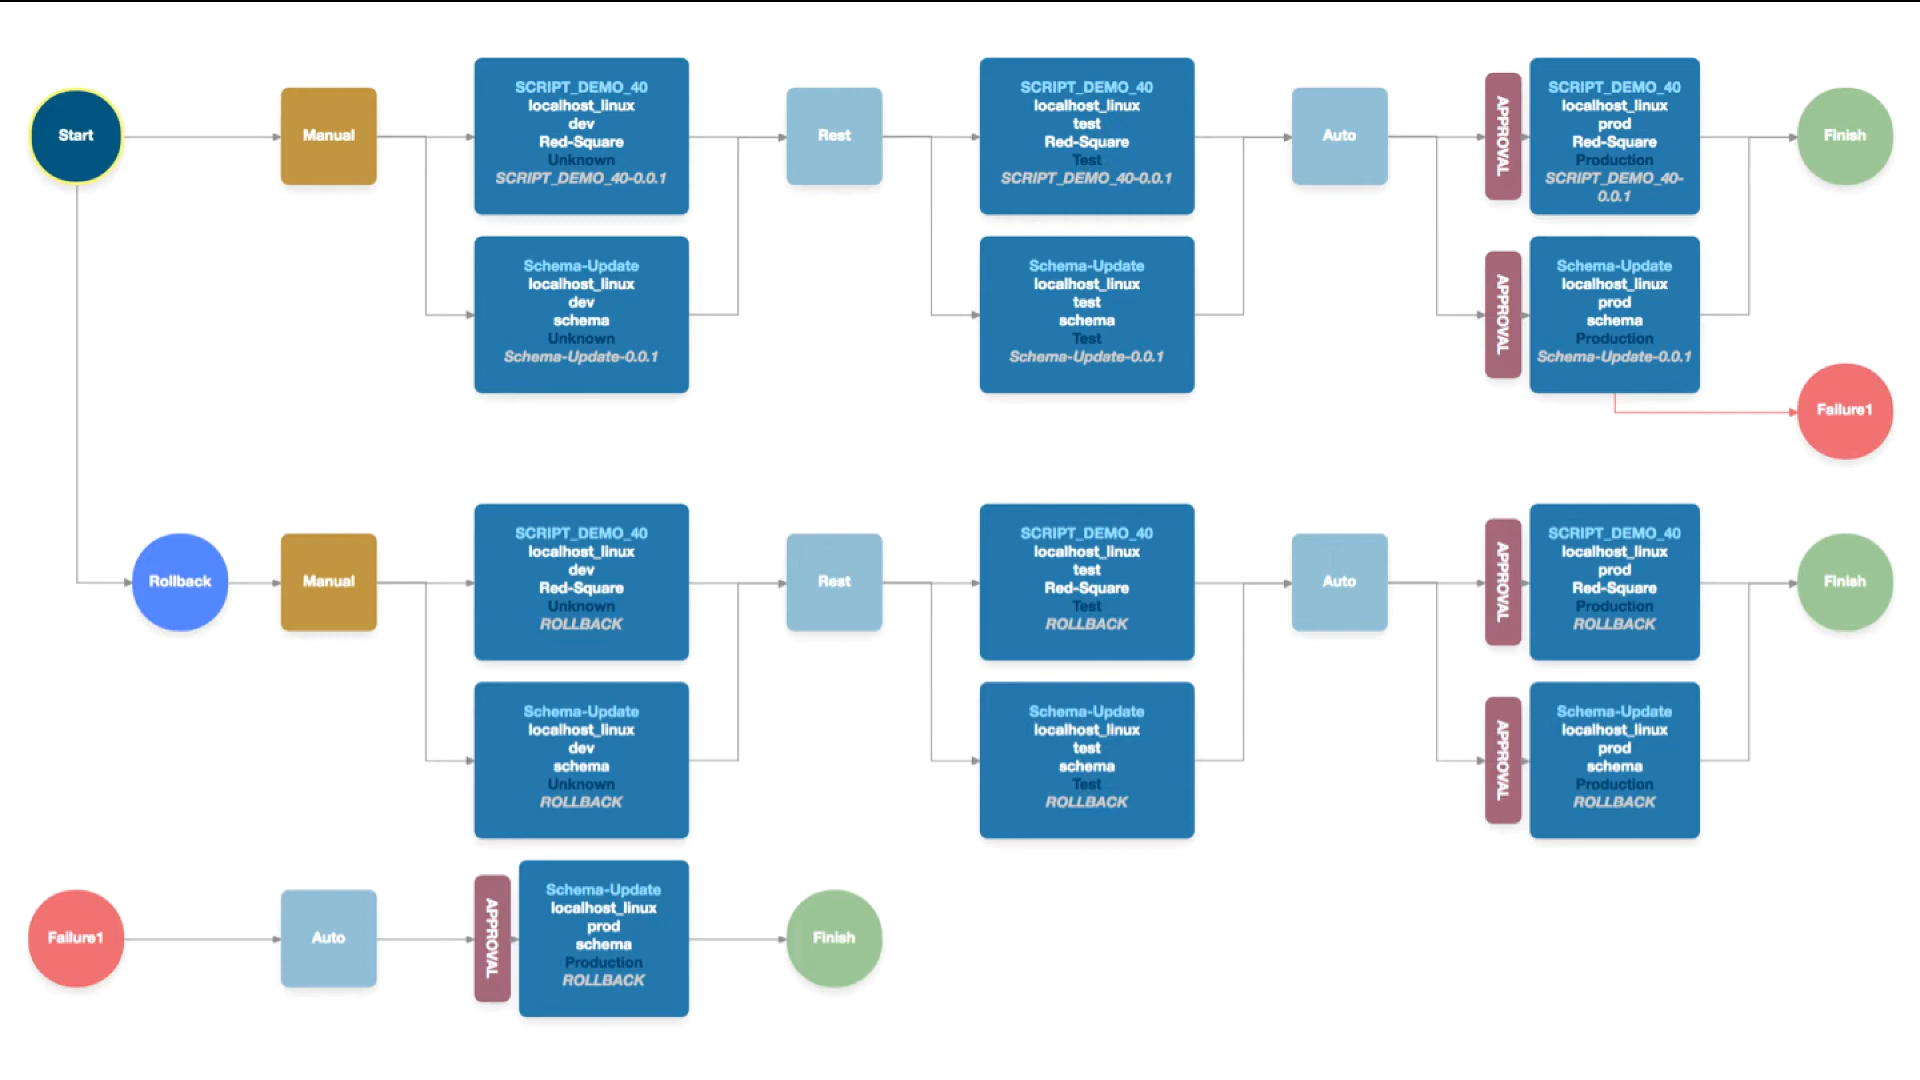 Start
Manual
SCRIPT_DEMO_40
localhost_linux
dev
Red-Square
Unknown
SCRIPT_DEMO_40-0.0.1
Schema-Update
localhost_linux
dev
schema
Unknown
Schema-Update-0.0.1
Rest
SCRIPT_DEMO_40
localhost_linux
test
Red-Square
Test
SCRIPT_DEMO_40-0.0.1
Schema-Update
localhost_linux
test
schema
Test
Schema-Update-0.0.1
Auto
APPROVAL
SCRIPT_DEMO_40
localhost_linux
prod
Red-Square
Production
SCRIPT_DEMO_40-
0.0.1
APPROVAL
Schema-Update
localhost_linux
prod
schema
Production
Schema-Update-0.0.1
Finish
Failure1
Rollback
Manual
SCRIPT_DEMO_40
localhost_linux
dev
Red-Square
Unknown
ROLLBACK
Schema-Update
localhost_linux
dev
schema
Unknown
ROLLBACK
Rest
SCRIPT_DEMO_40
localhost_linux
test
Red-Square
Test
ROLLBACK
Schema-Update
localhost_linux
test
schema
Test
ROLLBACK
Auto
APPROVAL
SCRIPT_DEMO_40
localhost_linux
prod
Red-Square
Production
ROLLBACK
APPROVAL
Schema-Update
localhost_linux
prod
schema
Production
ROLLBACK
Finish
Failure1
Auto
APPROVAL
Schema-Update
localhost_linux
prod
schema
Production
ROLLBACK
Finish